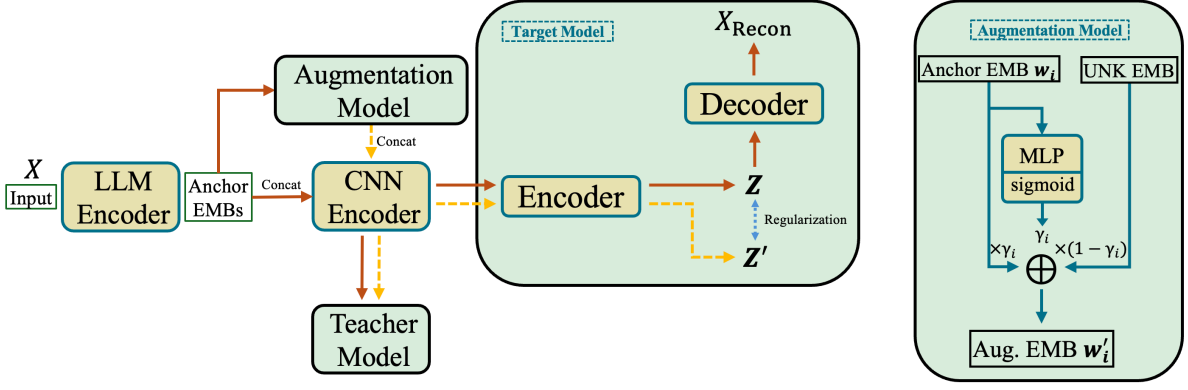 X
Input
LLM
Encoder
Anchor
EMBs
Concat
Augmentation
Model
Concat
CNN
Encoder
Teacher
Model
Target Model
Encoder
X_Recon
Decoder
Z
Regularization
Z′
Augmentation Model
Anchor EMB w_i
UNK EMB
MLP
sigmoid
γ_i
×γ_i
×(1 − γ_i)
Aug. EMB w′_i